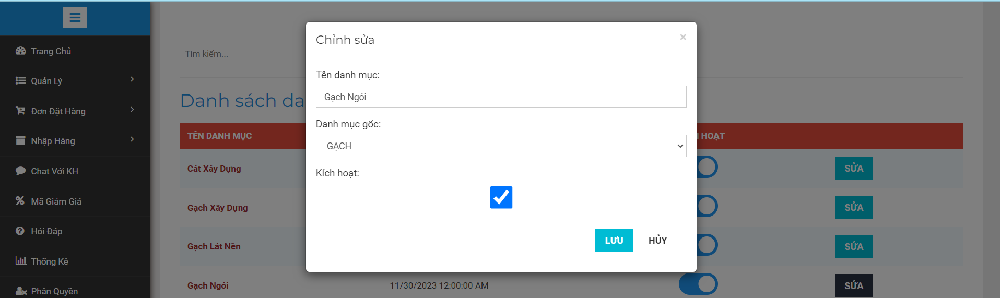 Trang Chủ
Quản Lý
Đơn Đặt Hàng
Nhập Hàng
Chat Với KH
Mã Giảm Giá
Hỏi Đáp
Thống Kê
Phân Quyền
Tìm kiếm...
Danh sách da
TÊN DANH MỤC
HOẠT
Cát Xây Dựng
SỬA
Gạch Xây Dựng
SỬA
Gạch Lát Nền
SỬA
Gạch Ngói
11/30/2023 12:00:00 AM
SỬA
Chỉnh sửa
×
Tên danh mục:
Gạch Ngói
Danh mục gốc:
GẠCH
Kích hoạt:
LƯU
HỦY